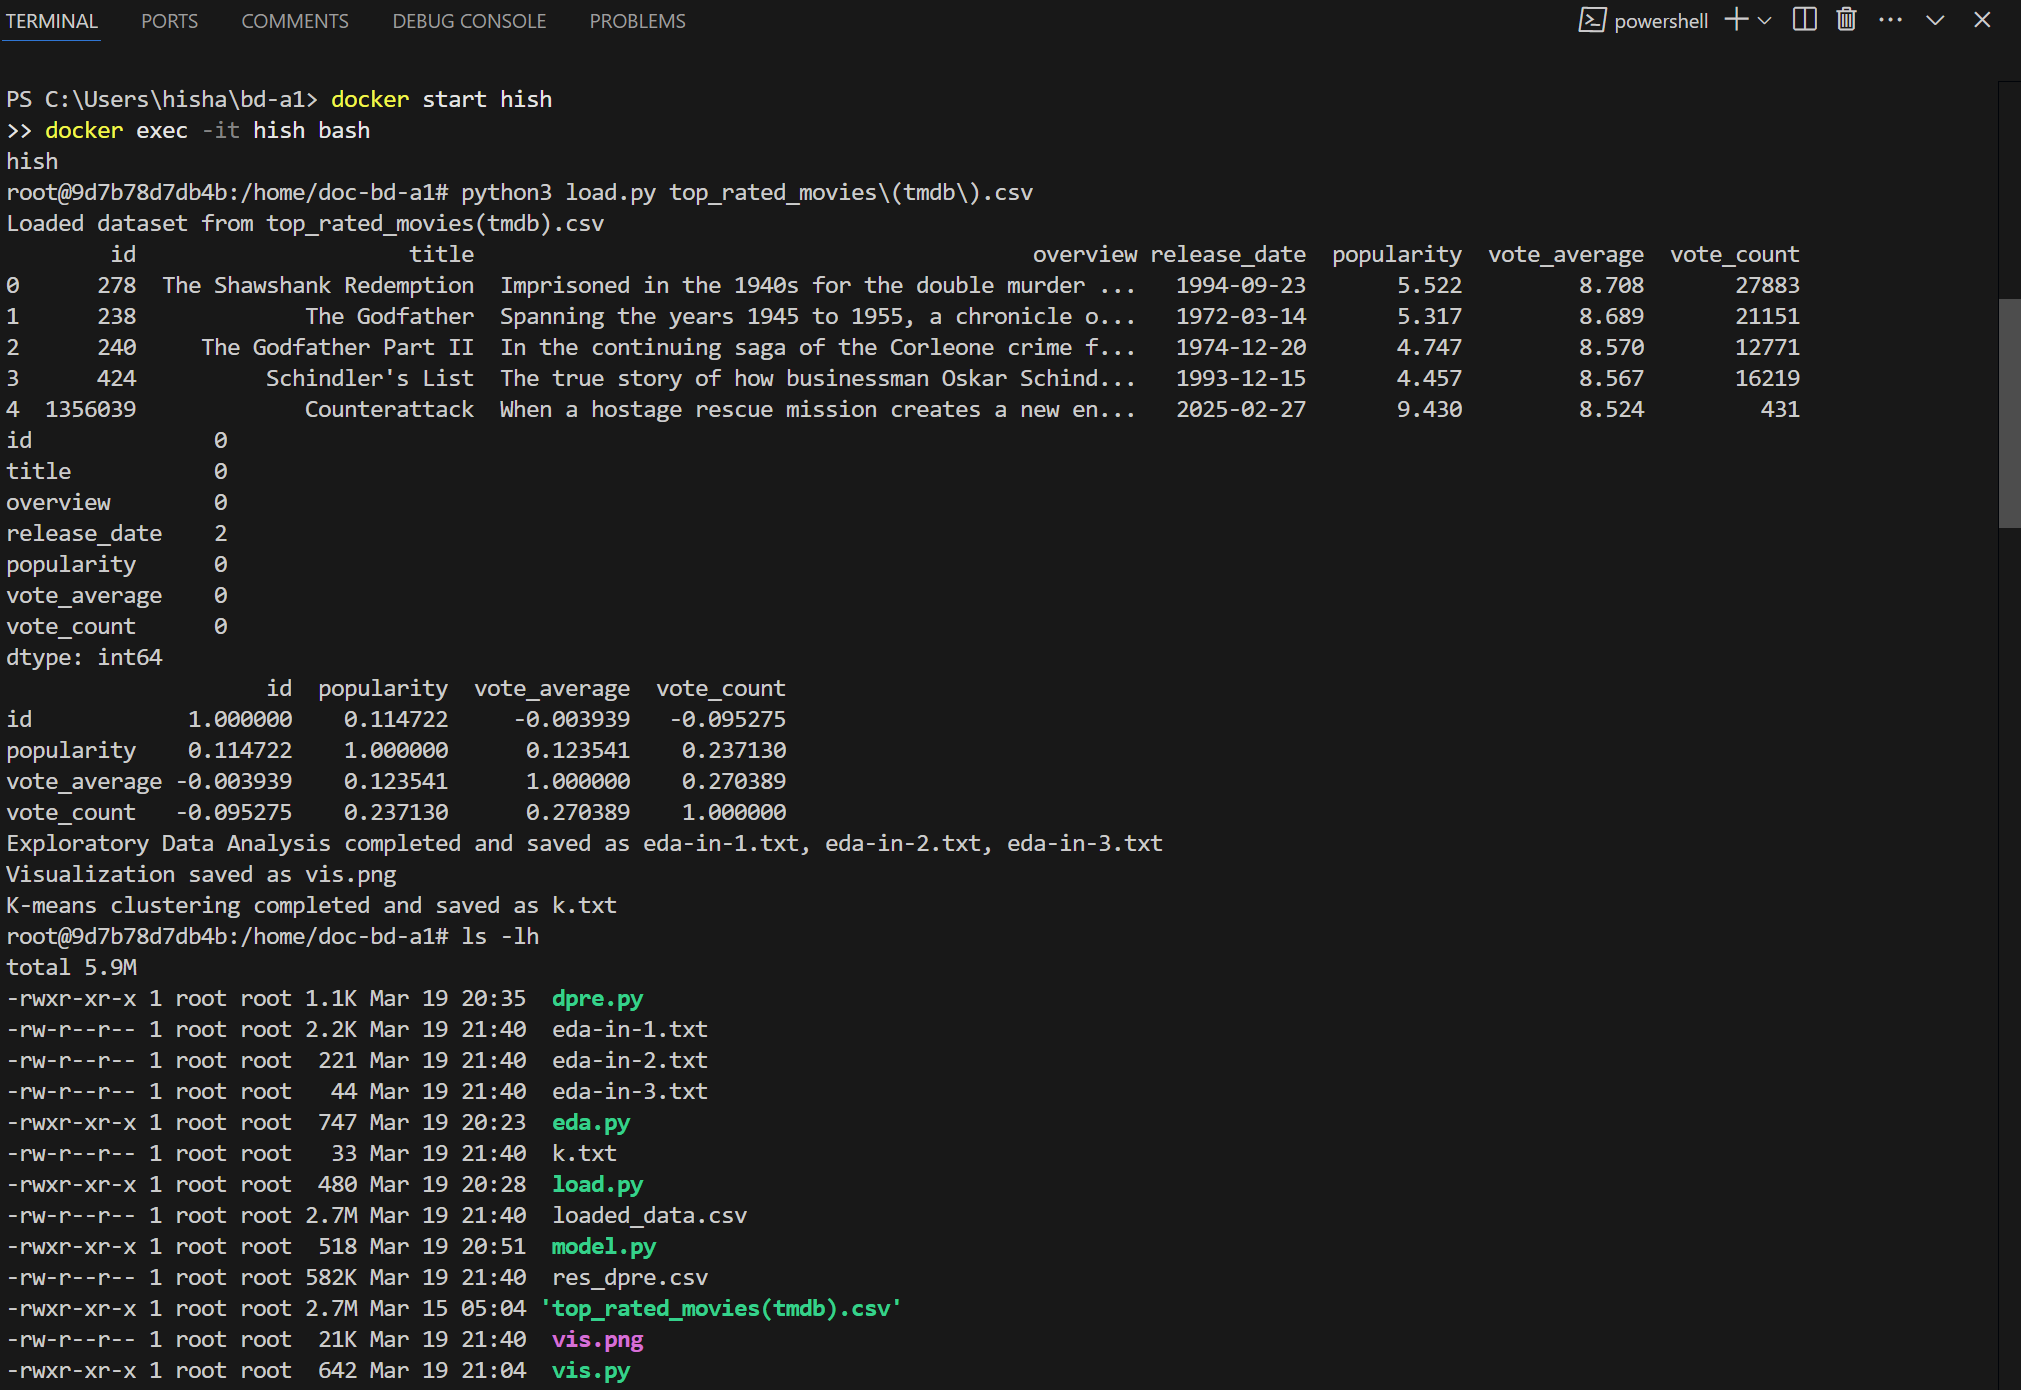 TERMINAL PORTS COMMENTS DEBUG CONSOLE PROBLEMS powershell
PS C:\Users\hisha\bd-a1> docker start hish
>> docker exec -it hish bash
hish
root@9d7b78d7db4b:/home/doc-bd-a1# python3 load.py top_rated_movies\(tmdb\).csv
Loaded dataset from top_rated_movies(tmdb).csv
        id                     title                                           overview release_date  popularity  vote_average  vote_count
0      278  The Shawshank Redemption  Imprisoned in the 1940s for the double murder ...   1994-09-23       5.522         8.708       27883
1      238             The Godfather  Spanning the years 1945 to 1955, a chronicle o...   1972-03-14       5.317         8.689       21151
2      240     The Godfather Part II  In the continuing saga of the Corleone crime f...   1974-12-20       4.747         8.570       12771
3      424          Schindler's List  The true story of how businessman Oskar Schind...   1993-12-15       4.457         8.567       16219
4  1356039             Counterattack  When a hostage rescue mission creates a new en...   2025-02-27       9.430         8.524         431
id              0
title           0
overview        0
release_date    2
popularity      0
vote_average    0
vote_count      0
dtype: int64
                    id  popularity  vote_average  vote_count
id            1.000000    0.114722     -0.003939   -0.095275
popularity    0.114722    1.000000      0.123541    0.237130
vote_average -0.003939    0.123541      1.000000    0.270389
vote_count   -0.095275    0.237130      0.270389    1.000000
Exploratory Data Analysis completed and saved as eda-in-1.txt, eda-in-2.txt, eda-in-3.txt
Visualization saved as vis.png
K-means clustering completed and saved as k.txt
root@9d7b78d7db4b:/home/doc-bd-a1# ls -lh
total 5.9M
-rwxr-xr-x 1 root root 1.1K Mar 19 20:35  dpre.py
-rw-r--r-- 1 root root 2.2K Mar 19 21:40  eda-in-1.txt
-rw-r--r-- 1 root root  221 Mar 19 21:40  eda-in-2.txt
-rw-r--r-- 1 root root   44 Mar 19 21:40  eda-in-3.txt
-rwxr-xr-x 1 root root  747 Mar 19 20:23  eda.py
-rw-r--r-- 1 root root   33 Mar 19 21:40  k.txt
-rwxr-xr-x 1 root root  480 Mar 19 20:28  load.py
-rw-r--r-- 1 root root 2.7M Mar 19 21:40  loaded_data.csv
-rwxr-xr-x 1 root root  518 Mar 19 20:51  model.py
-rw-r--r-- 1 root root 582K Mar 19 21:40  res_dpre.csv
-rwxr-xr-x 1 root root 2.7M Mar 15 05:04 'top_rated_movies(tmdb).csv'
-rw-r--r-- 1 root root  21K Mar 19 21:40  vis.png
-rwxr-xr-x 1 root root  642 Mar 19 21:04  vis.py